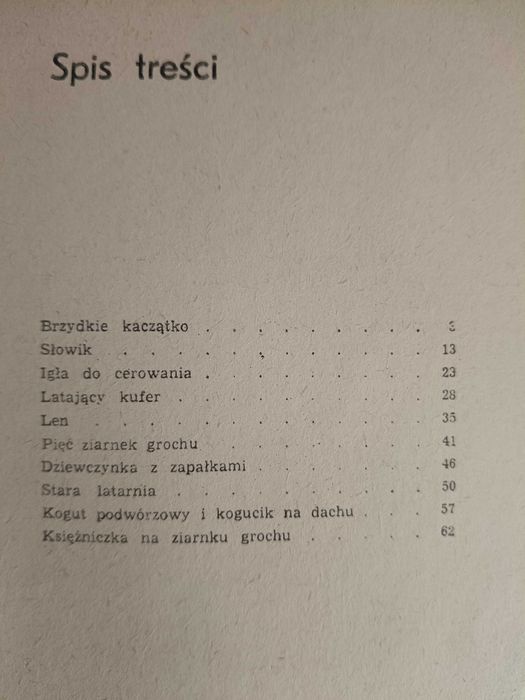 Spis treści
Brzydkie kaczątko . . . . . . . . .
Słowik . . . . . . . . . . . 13
Igła do cerowania . . . . . . . . . 23
Latający kufer . . . . . . . . . . 28
Len . . . . . . . . . . . . 35
Pięć ziarnek grochu . . . . . . . . 41
Dziewczynka z zapałkami . . . . . . . 46
Stara latarnia . . . . . . . . . . 50
Kogut podwórzowy i kogucik na dachu . . . 57
Księżniczka na ziarnku grochu . . . . . 62